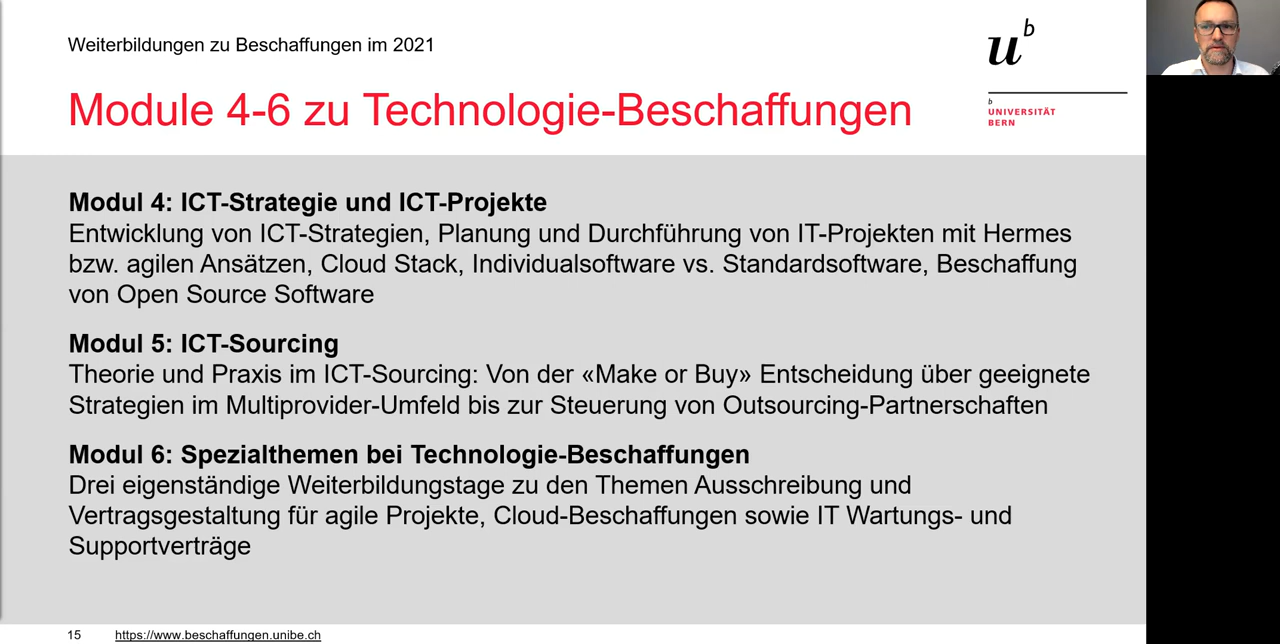 Weiterbildungen zu Beschaffungen im 2021
Module 4-6 zu Technologie-Beschaffungen
u b
b
UNIVERSITÄT
BERN
Modul 4: ICT-Strategie und ICT-Projekte
Entwicklung von ICT-Strategien, Planung und Durchführung von IT-Projekten mit Hermes
bzw. agilen Ansätzen, Cloud Stack, Individualsoftware vs. Standardsoftware, Beschaffung
von Open Source Software
Modul 5: ICT-Sourcing
Theorie und Praxis im ICT-Sourcing: Von der «Make or Buy» Entscheidung über geeignete
Strategien im Multiprovider-Umfeld bis zur Steuerung von Outsourcing-Partnerschaften
Modul 6: Spezialthemen bei Technologie-Beschaffungen
Drei eigenständige Weiterbildungstage zu den Themen Ausschreibung und
Vertragsgestaltung für agile Projekte, Cloud-Beschaffungen sowie IT Wartungs- und
Supportverträge
15 https://www.beschaffungen.unibe.ch